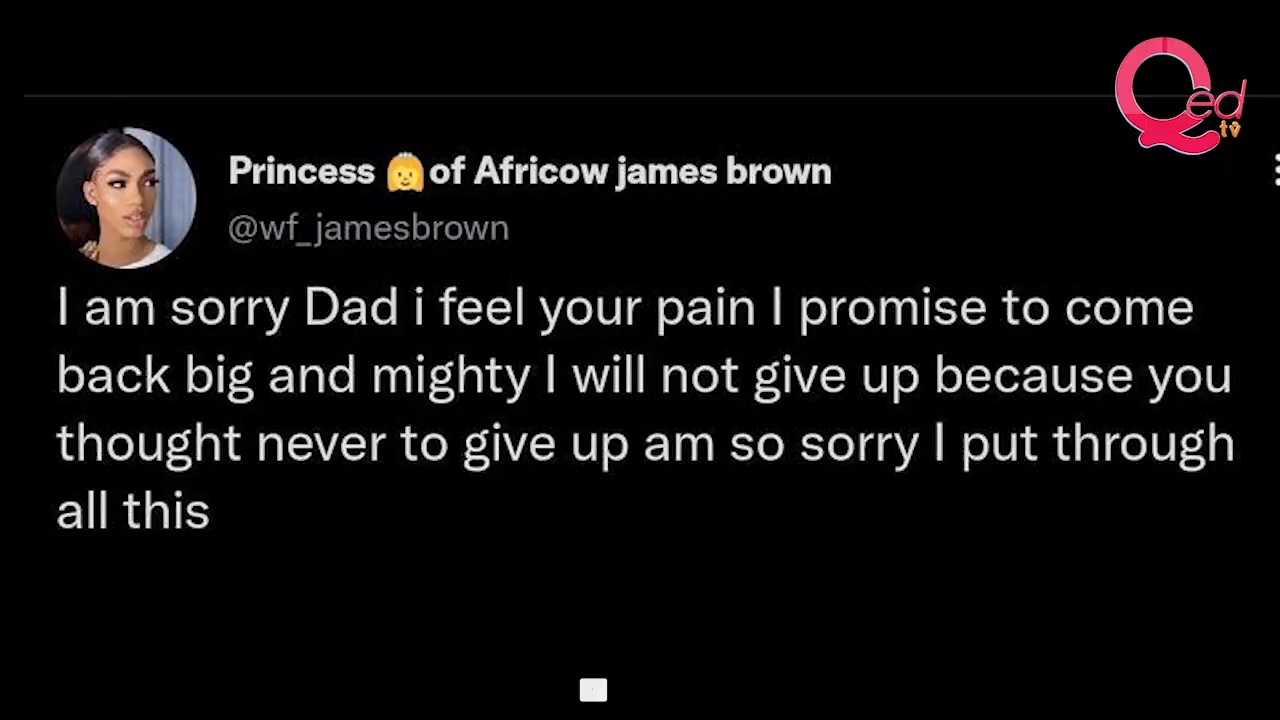 Qed
tv
Princess 👸 of Africow james brown
@wf_jamesbrown
I am sorry Dad i feel your pain I promise to come
back big and mighty I will not give up because you
thought never to give up am so sorry I put through
all this